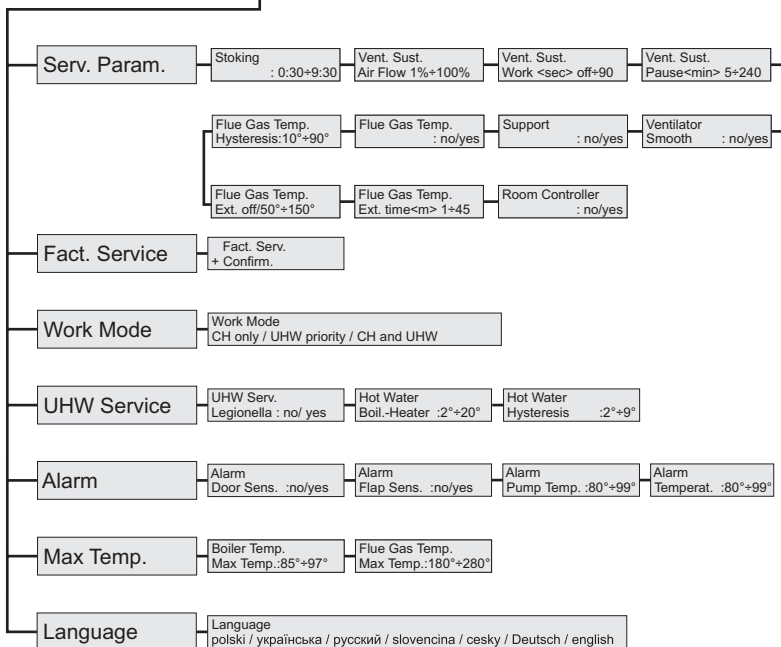 Serv. Param.
Stoking
: 0:30÷9:30
Vent. Sust.
Air Flow 1%÷100%
Vent. Sust.
Work <sec> off÷90
Vent. Sust.
Pause<min> 5÷240
Flue Gas Temp.
Hysteresis:10°÷90°
Flue Gas Temp.
: no/yes
Support
: no/yes
Ventilator
Smooth : no/yes
Flue Gas Temp.
Ext. off/50°÷150°
Flue Gas Temp.
Ext. time<m> 1÷45
Room Controller
: no/yes
Fact. Service
Fact. Serv.
+ Confirm.
Work Mode
Work Mode
CH only / UHW priority / CH and UHW
UHW Service
UHW Serv.
Legionella : no/ yes
Hot Water
Boil.-Heater :2°÷20°
Hot Water
Hysteresis :2°÷9°
Alarm
Alarm
Door Sens. :no/yes
Alarm
Flap Sens. :no/yes
Alarm
Pump Temp. :80°÷99°
Alarm
Temperat. :80°÷99°
Max Temp.
Boiler Temp.
Max Temp.:85°÷97°
Flue Gas Temp.
Max Temp.:180°÷280°
Language
Language
polski / українська / русский / slovencina / cesky / Deutsch / english